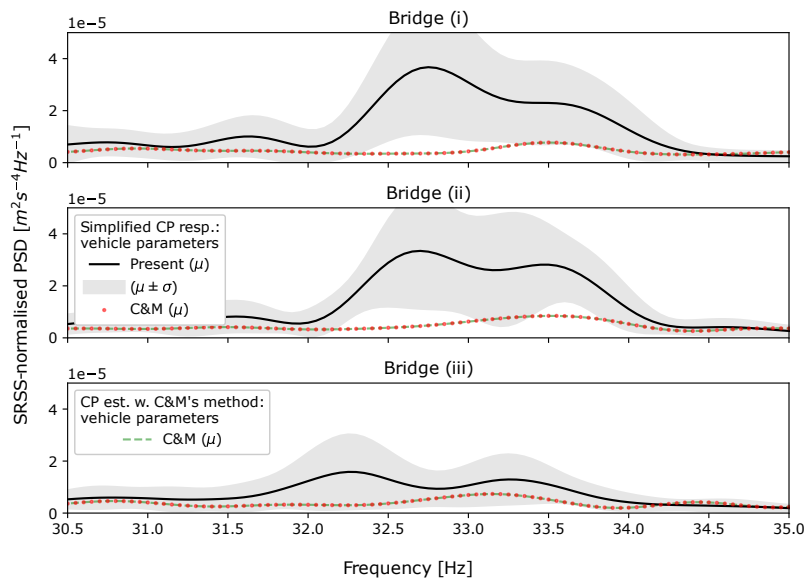 Bridge (i)
1e−5
4
2
0
Bridge (ii)
1e−5
4
2
0
Simplified CP resp.:
vehicle parameters
Present (μ)
(μ ± σ)
C&M (μ)
Bridge (iii)
1e−5
4
2
0
CP est. w. C&M's method:
vehicle parameters
C&M (μ)
30.5 31.0 31.5 32.0 32.5 33.0 33.5 34.0 34.5 35.0
Frequency [Hz]
SRSS-normalised PSD [m²s⁻⁴Hz⁻¹]